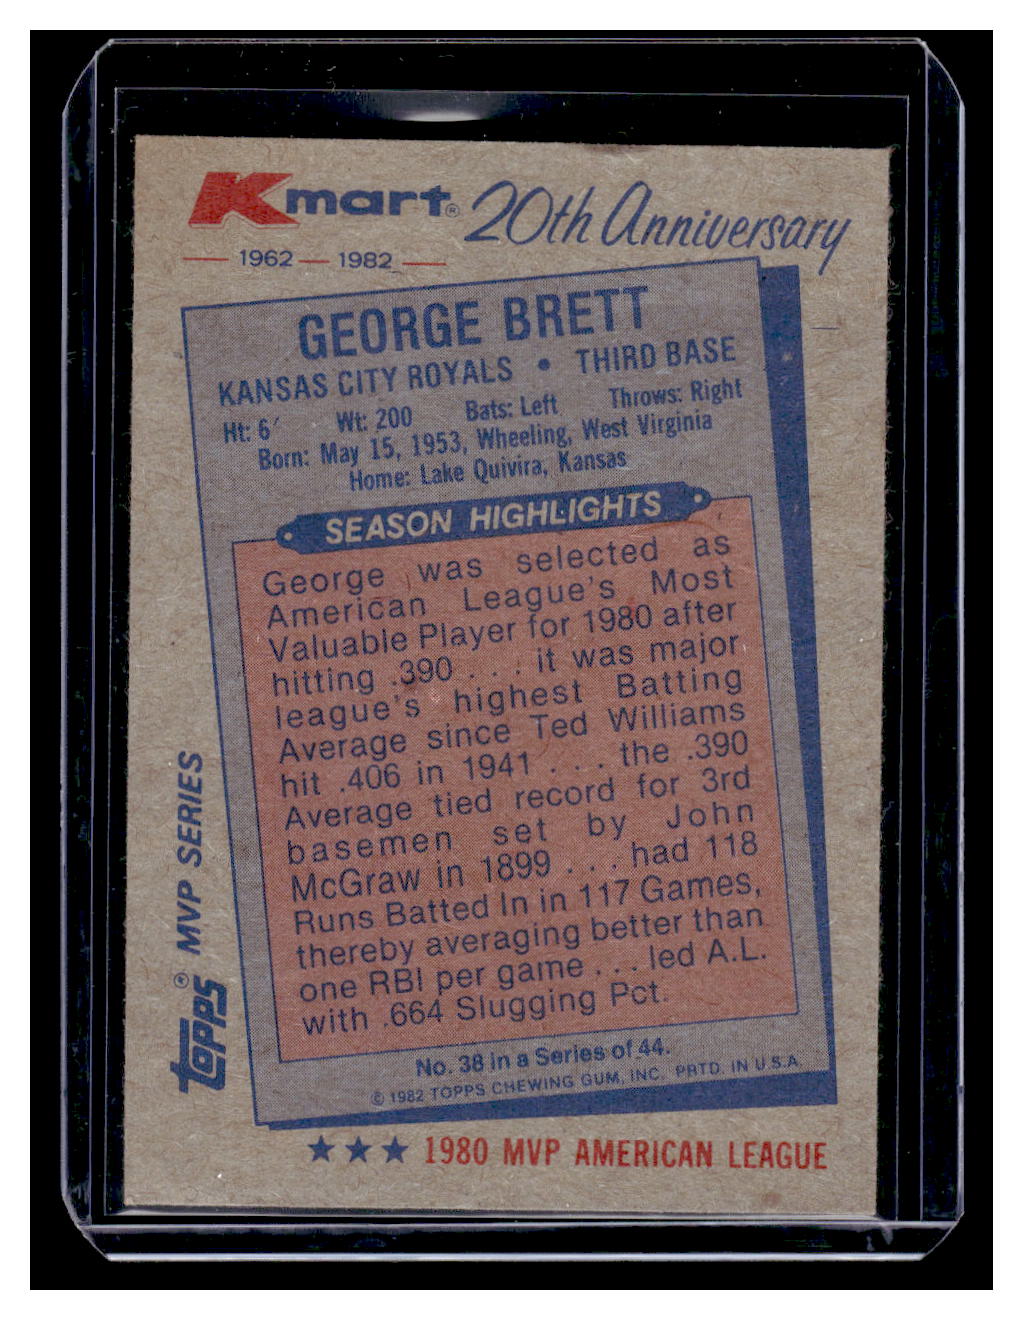 Kmart® 20th Anniversary
— 1962 — 1982 —
GEORGE BRETT
KANSAS CITY ROYALS • THIRD BASE
Ht: 6' Wt: 200 Bats: Left Throws: Right
Born: May 15, 1953, Wheeling, West Virginia
Home: Lake Quivira, Kansas
SEASON HIGHLIGHTS
George was selected as
American League's Most
Valuable Player for 1980 after
hitting .390 . . . it was major
league's highest Batting
Average since Ted Williams
hit .406 in 1941 . . . the .390
Average tied record for 3rd
basemen set by John
McGraw in 1899 . . . had 118
Runs Batted In in 117 Games,
thereby averaging better than
one RBI per game . . . led A.L.
with .664 Slugging Pct.
No. 38 in a Series of 44.
© 1982 TOPPS CHEWING GUM, INC. PRTD. IN U.S.A.
★★★ 1980 MVP AMERICAN LEAGUE
topps® MVP SERIES